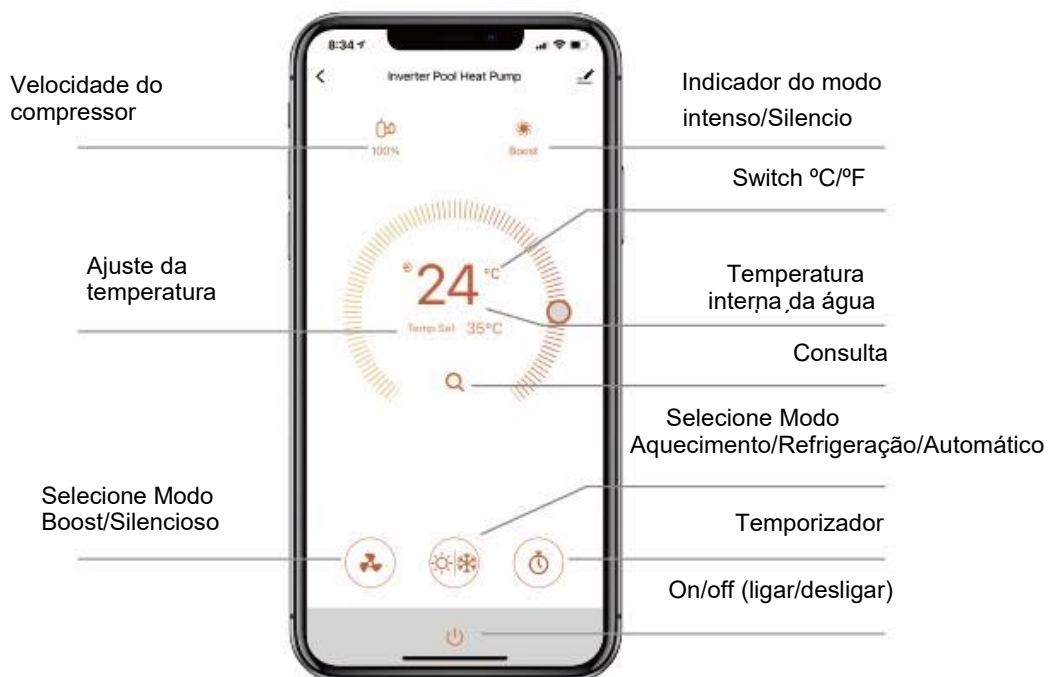 8:34
Inverter Pool Heat Pump
Velocidade do
compressor
Indicador do modo
intenso/Silencio
100%
Boost
Switch ºC/ºF
Ajuste da
temperatura
24 °C
Temp Set 35°C
Temperatura
interna da água
Consulta
Selecione Modo
Aquecimento/Refrigeração/Automático
Selecione Modo
Boost/Silencioso
Temporizador
On/off (ligar/desligar)